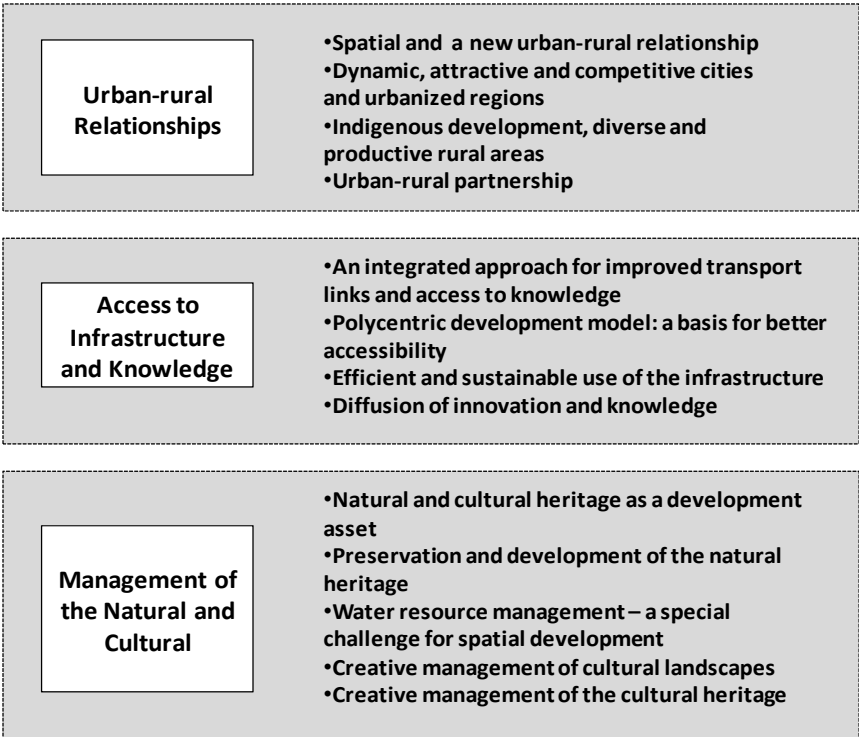 Urban-rural
Relationships
•Spatial and a new urban-rural relationship
•Dynamic, attractive and competitive cities
and urbanized regions
•Indigenous development, diverse and
productive rural areas
•Urban-rural partnership
Access to
Infrastructure
and Knowledge
•An integrated approach for improved transport
links and access to knowledge
•Polycentric development model: a basis for better
accessibility
•Efficient and sustainable use of the infrastructure
•Diffusion of innovation and knowledge
Management of
the Natural and
Cultural
•Natural and cultural heritage as a development
asset
•Preservation and development of the natural
heritage
•Water resource management – a special
challenge for spatial development
•Creative management of cultural landscapes
•Creative management of the cultural heritage